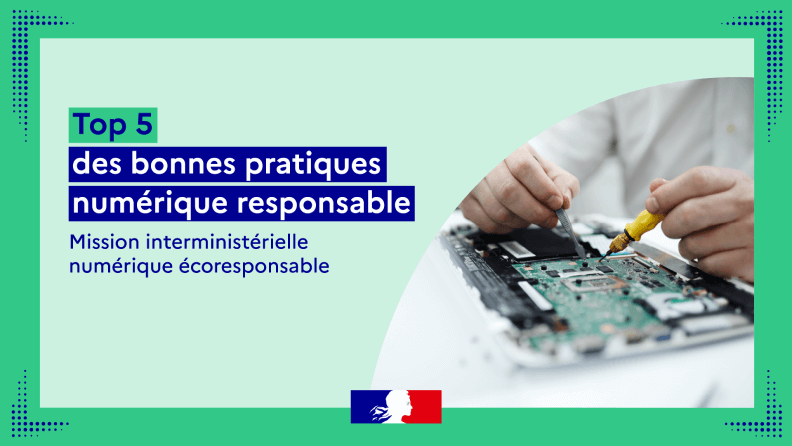 Top 5
des bonnes pratiques
numérique responsable
Mission interministérielle
numérique écoresponsable